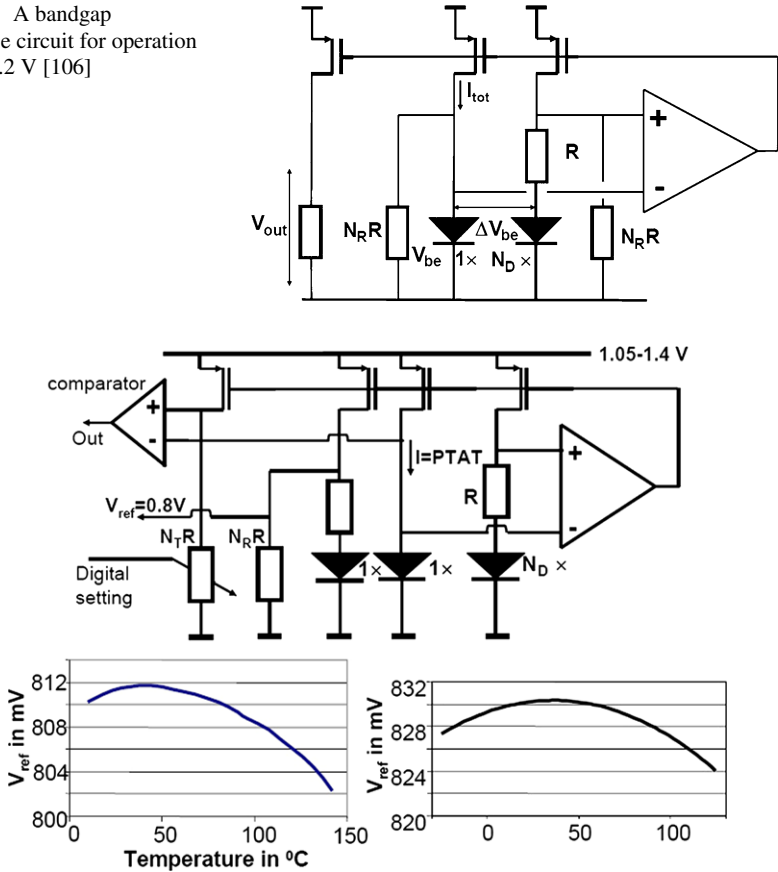 A bandgap
e circuit for operation
.2 V [106]
I_tot
+
R
-
V_out
N_R R
V_be
1×
ΔV_be
N_D ×
N_R R
1.05-1.4 V
comparator
+
-
Out
I=PTAT
R
+
-
V_ref=0.8V
N_T R
N_R R
Digital
setting
1×
1×
N_D ×
V_ref in mV
812
808
804
800
0
50
100
150
Temperature in ⁰C
V_ref in mV
832
828
824
820
0
50
100